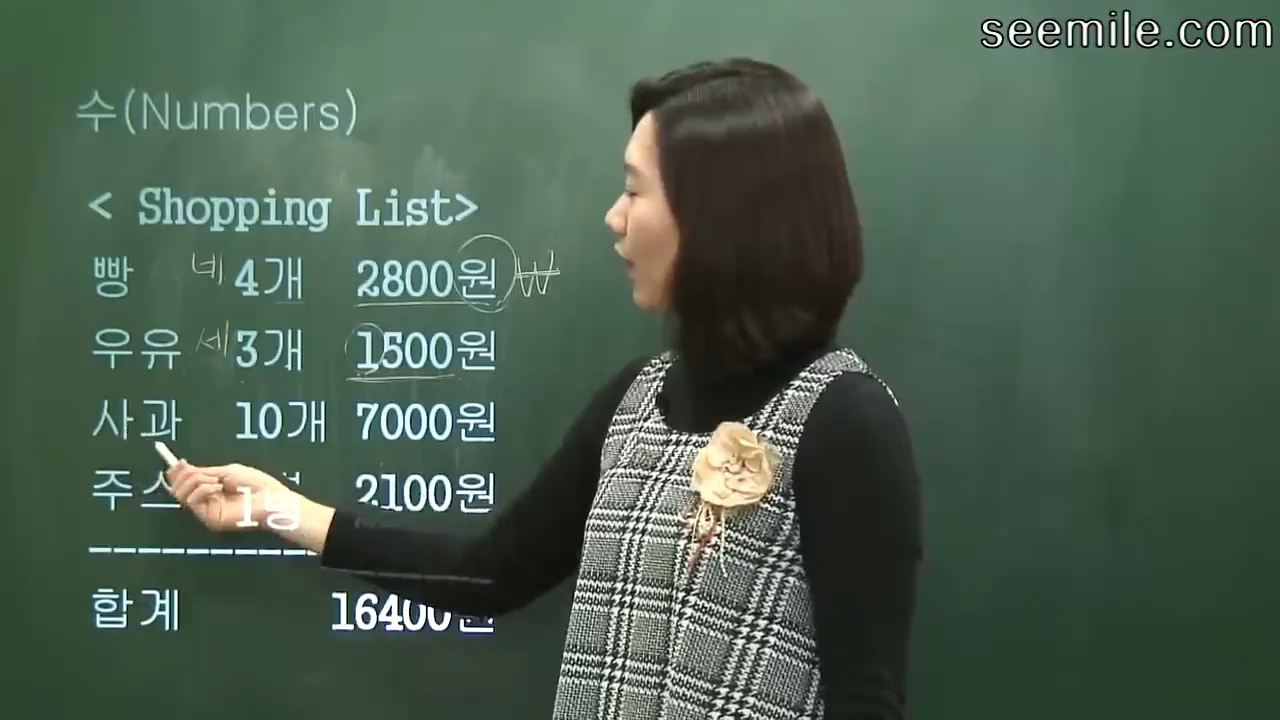 seemile.com
수(Numbers)
< Shopping List>
빵 네 4개 2800원 ₩
우유 세 3개 1500원
사과 10개 7000원
주스 1병 2100원
합계 16400원